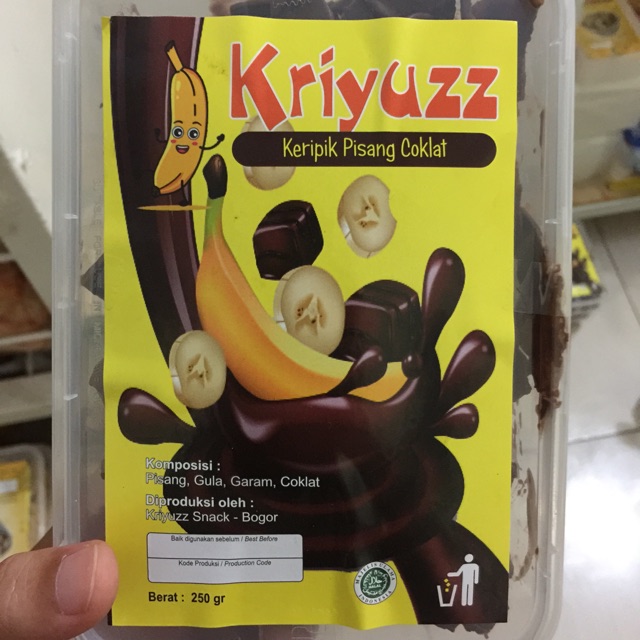 Kriyuzz
Keripik Pisang Coklat
Komposisi :
Pisang, Gula, Garam, Coklat
Diproduksi oleh :
Kriyuzz Snack - Bogor
Baik digunakan sebelum / Best Before
Kode Produksi / Production Code
Berat : 250 gr